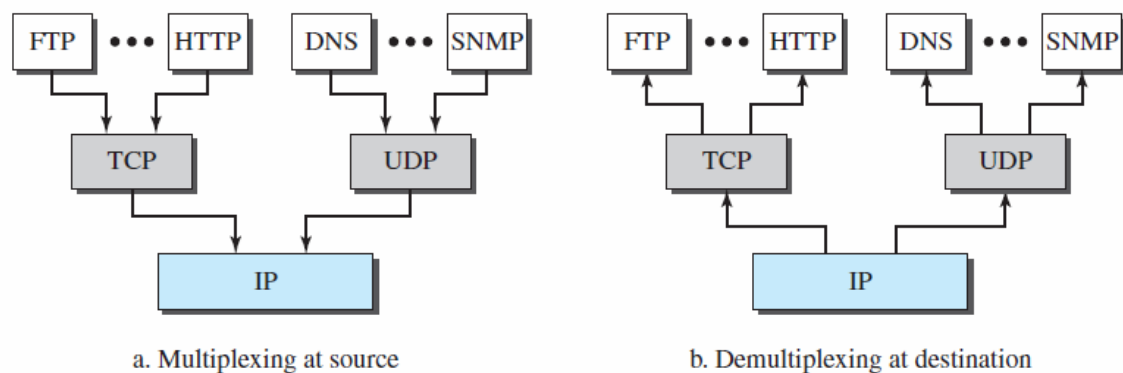 FTP ••• HTTP DNS ••• SNMP
TCP UDP
IP
a. Multiplexing at source
FTP ••• HTTP DNS ••• SNMP
TCP UDP
IP
b. Demultiplexing at destination